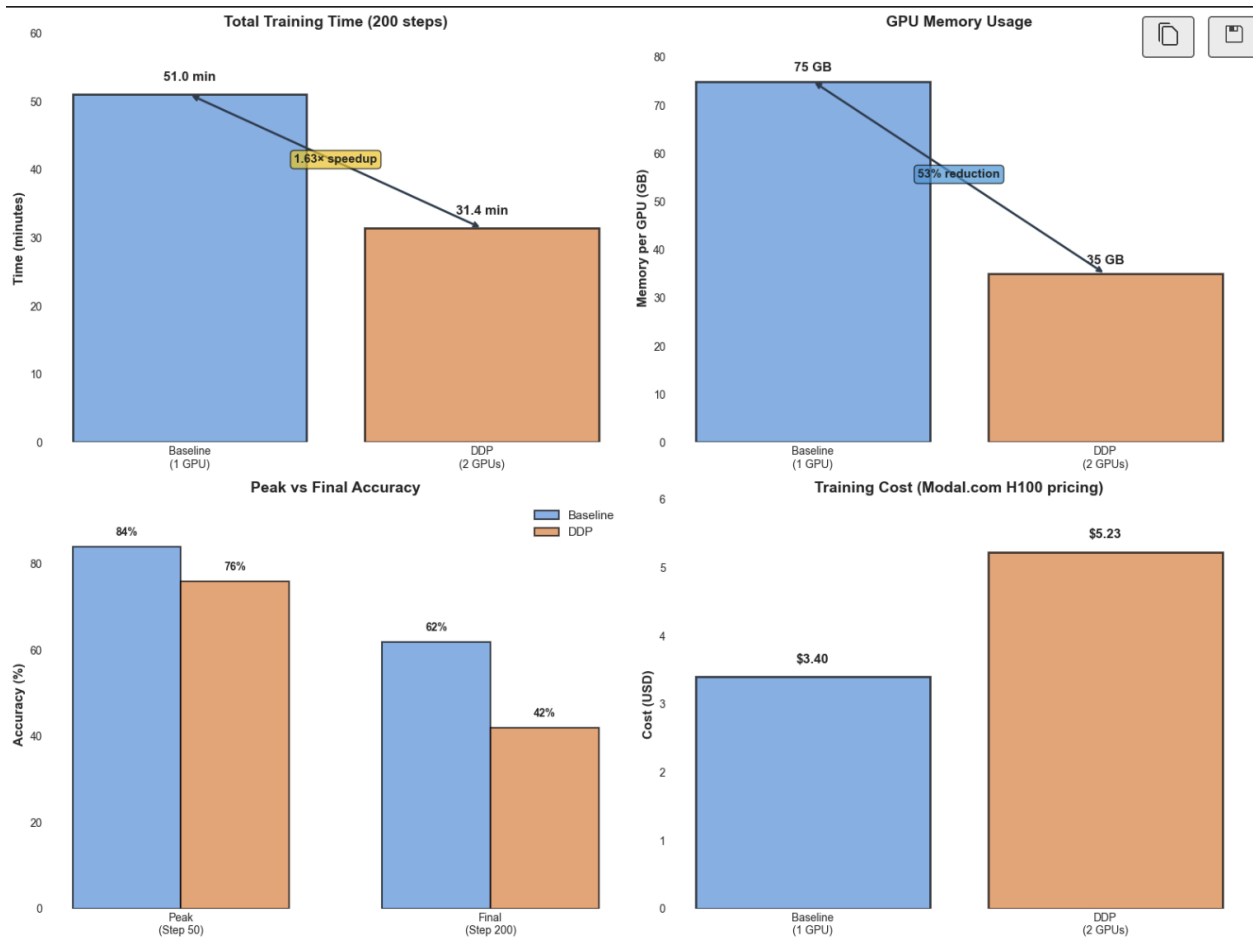 Total Training Time (200 steps)
60
50
40
30
20
10
0
Time (minutes)
51.0 min
1.63× speedup
31.4 min
Baseline
(1 GPU)
DDP
(2 GPUs)
GPU Memory Usage
80
70
60
50
40
30
20
10
0
Memory per GPU (GB)
75 GB
53% reduction
35 GB
Baseline
(1 GPU)
DDP
(2 GPUs)
Peak vs Final Accuracy
Baseline
DDP
80
60
40
20
0
Accuracy (%)
84%
76%
62%
42%
Peak
(Step 50)
Final
(Step 200)
Training Cost (Modal.com H100 pricing)
6
5
4
3
2
1
0
Cost (USD)
$3.40
$5.23
Baseline
(1 GPU)
DDP
(2 GPUs)